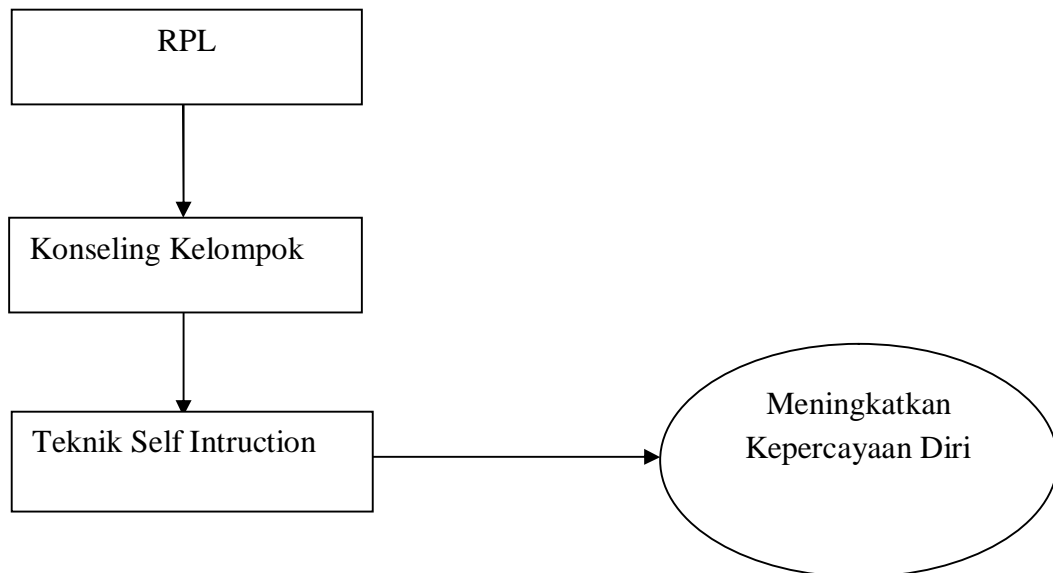 RPL
Konseling Kelompok
Teknik Self Intruction
Meningkatkan
Kepercayaan Diri